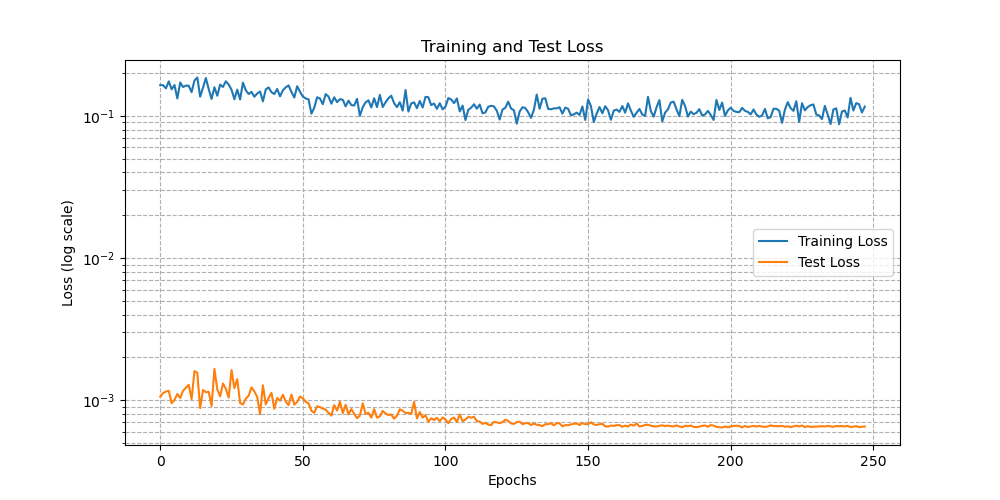 Training and Test Loss
Loss (log scale)
10⁻¹
10⁻²
10⁻³
Training Loss
Test Loss
0 50 100 150 200 250
Epochs